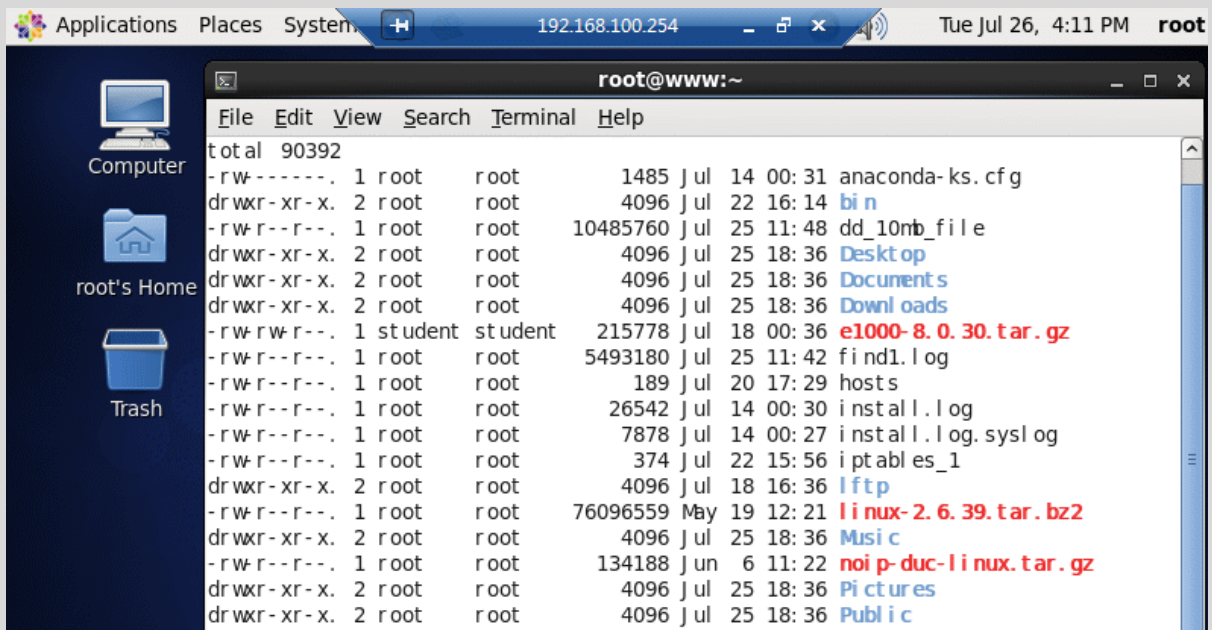 Applications Places System 192.168.100.254 Tue Jul 26, 4:11 PM root
root@www:~
File Edit View Search Terminal Help
Computer
root's Home
Trash
total 90392
-rw-------. 1 root root 1485 Jul 14 00:31 anaconda-ks.cfg
drwxr-xr-x. 2 root root 4096 Jul 22 16:14 bin
-rw-r--r--. 1 root root 10485760 Jul 25 11:48 dd_10mb_file
drwxr-xr-x. 2 root root 4096 Jul 25 18:36 Desktop
drwxr-xr-x. 2 root root 4096 Jul 25 18:36 Documents
drwxr-xr-x. 2 root root 4096 Jul 25 18:36 Downloads
-rw-rw-r--. 1 student student 215778 Jul 18 00:36 e1000-8.0.30.tar.gz
-rw-r--r--. 1 root root 5493180 Jul 25 11:42 find1.log
-rw-r--r--. 1 root root 189 Jul 20 17:29 hosts
-rw-r--r--. 1 root root 26542 Jul 14 00:30 install.log
-rw-r--r--. 1 root root 7878 Jul 14 00:27 install.log.syslog
-rw-r--r--. 1 root root 374 Jul 22 15:56 iptables_1
drwxr-xr-x. 2 root root 4096 Jul 18 16:36 lftp
-rw-r--r--. 1 root root 76096559 May 19 12:21 linux-2.6.39.tar.bz2
drwxr-xr-x. 2 root root 4096 Jul 25 18:36 Music
-rw-r--r--. 1 root root 134188 Jun 6 11:22 noip-duc-linux.tar.gz
drwxr-xr-x. 2 root root 4096 Jul 25 18:36 Pictures
drwxr-xr-x. 2 root root 4096 Jul 25 18:36 Public